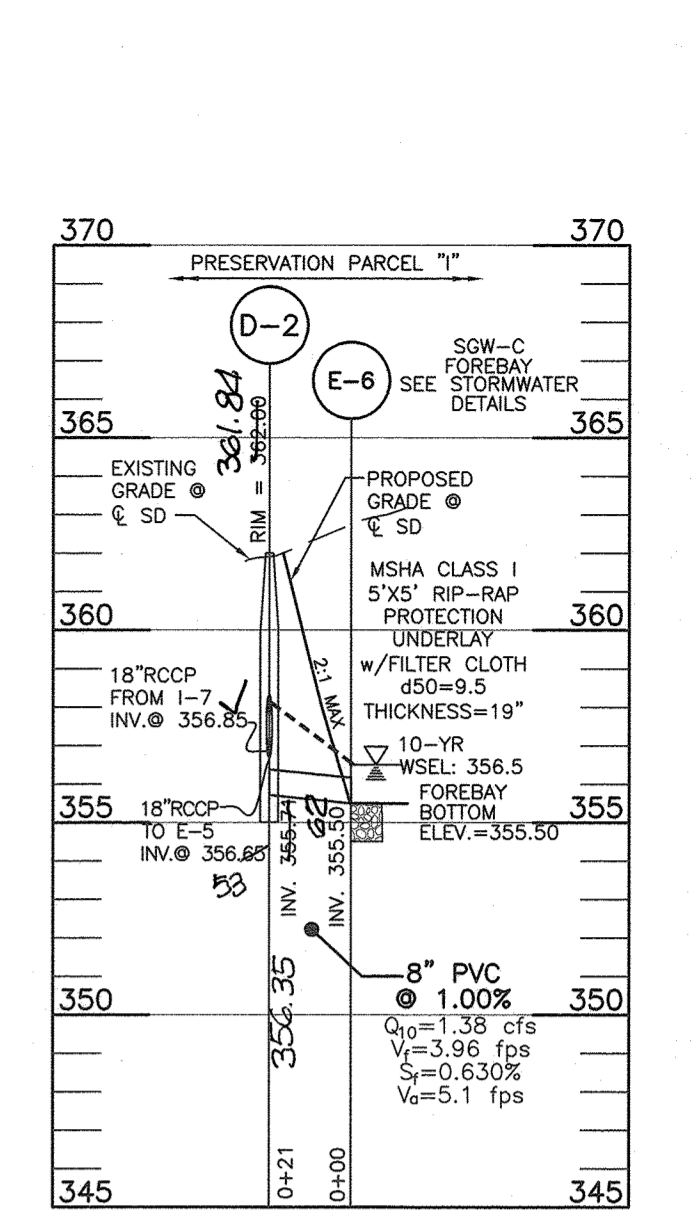 370 370
PRESERVATION PARCEL "I"
D-2
E-6
SGW-C
FOREBAY
SEE STORMWATER
DETAILS
361.84
RIM = 362.00
365 365
EXISTING
GRADE @
℄ SD
PROPOSED
GRADE @
℄ SD
MSHA CLASS I
5'X5' RIP-RAP
PROTECTION
UNDERLAY
w/FILTER CLOTH
d50=9.5
THICKNESS=19"
360 360
2:1 MAX
18"RCCP
FROM I-7
INV.@ 356.85
10-YR
WSEL: 356.5
FOREBAY
BOTTOM
ELEV.=355.50
355 355
18"RCCP
TO E-5
INV.@ 356.65
53
INV. 355.71
356.35
62
INV. 355.50
8" PVC
@ 1.00%
350 350
Q10=1.38 cfs
Vf=3.96 fps
Sf=0.630%
Va=5.1 fps
0+21
0+00
345 345